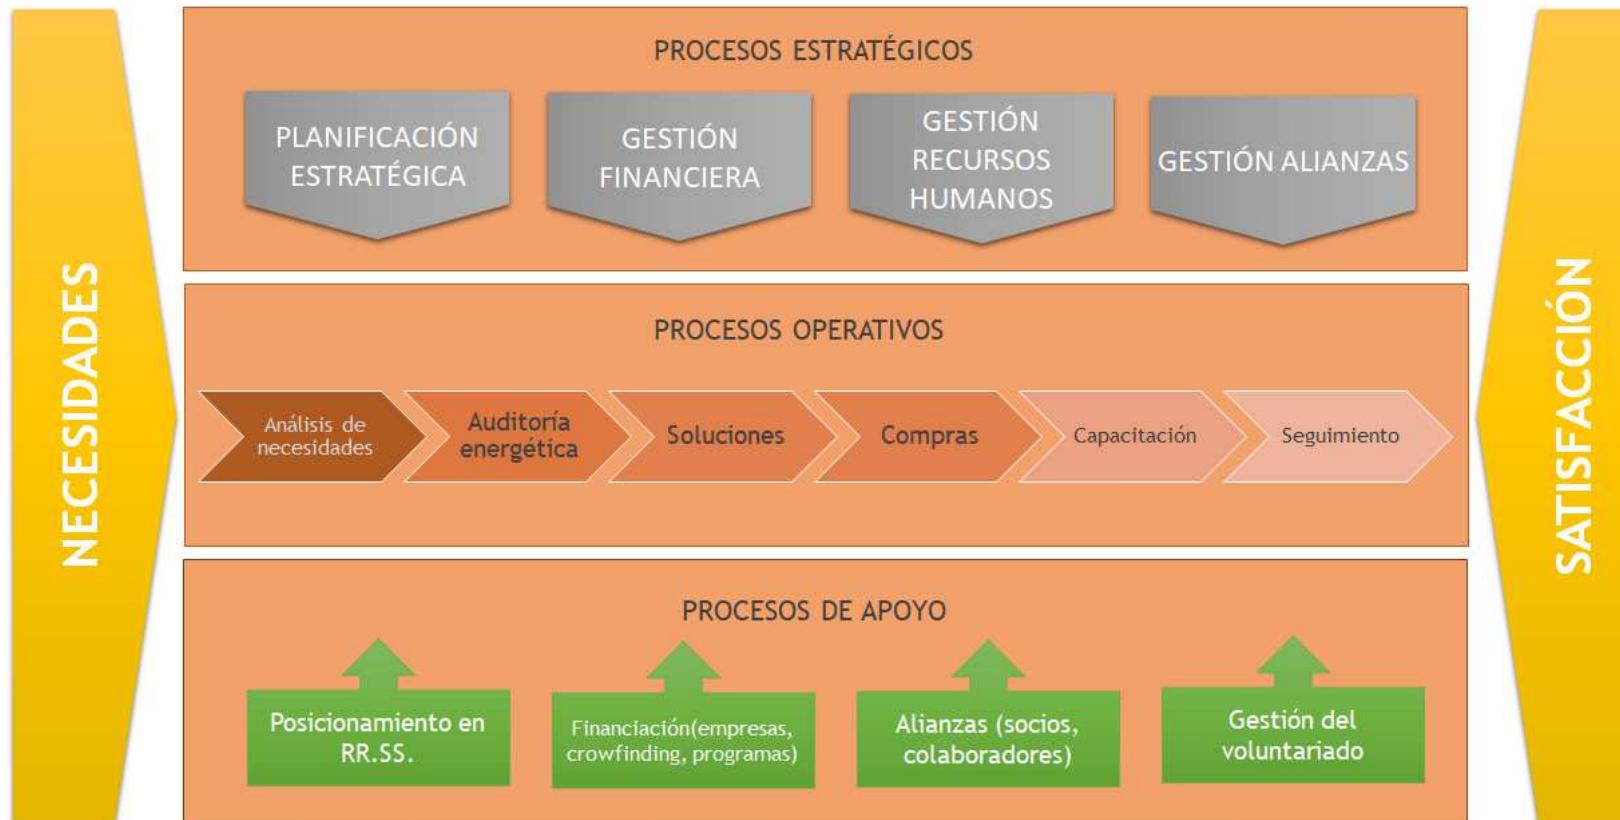 NECESIDADES
PROCESOS ESTRATÉGICOS
PLANIFICACIÓN
ESTRATÉGICA
GESTIÓN
FINANCIERA
GESTIÓN
RECURSOS
HUMANOS
GESTIÓN ALIANZAS
PROCESOS OPERATIVOS
Análisis de
necesidades
Auditoría
energética
Soluciones
Compras
Capacitación
Seguimiento
PROCESOS DE APOYO
Posicionamiento en
RR.SS.
Financiación(empresas,
crowfinding, programas)
Alianzas (socios,
colaboradores)
Gestión del
voluntariado
SATISFACCIÓN